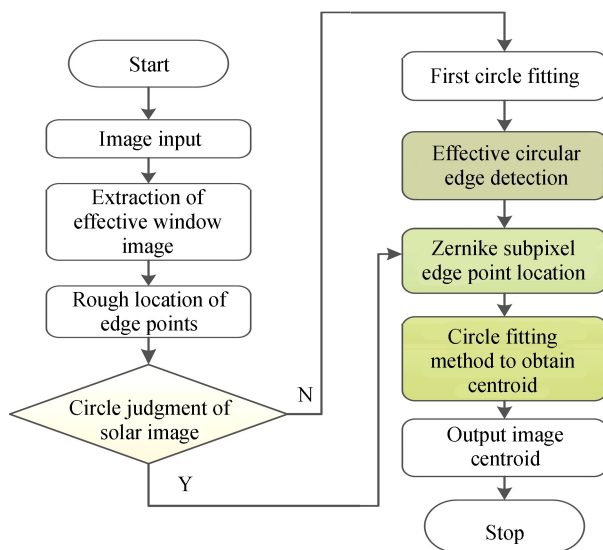 Start
Image input
Extraction of
effective window
image
Rough location of
edge points
Circle judgment of
solar image
N
Y
First circle fitting
Effective circular
edge detection
Zernike subpixel
edge point location
Circle fitting
method to obtain
centroid
Output image
centroid
Stop